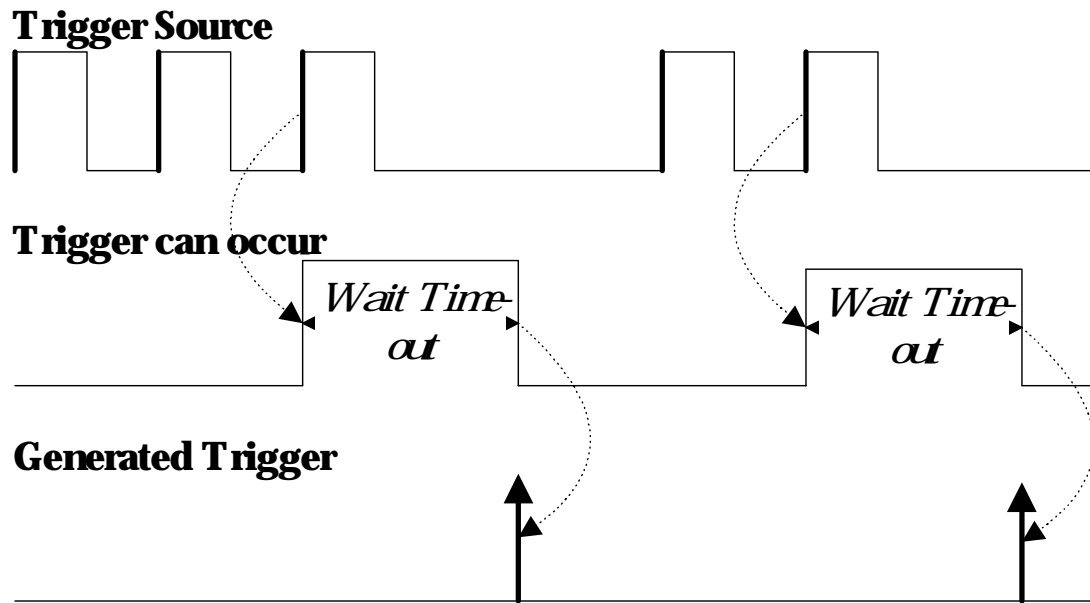 Trigger Source
Trigger can occur
Wait Time-
out
Wait Time-
out
Generated Trigger